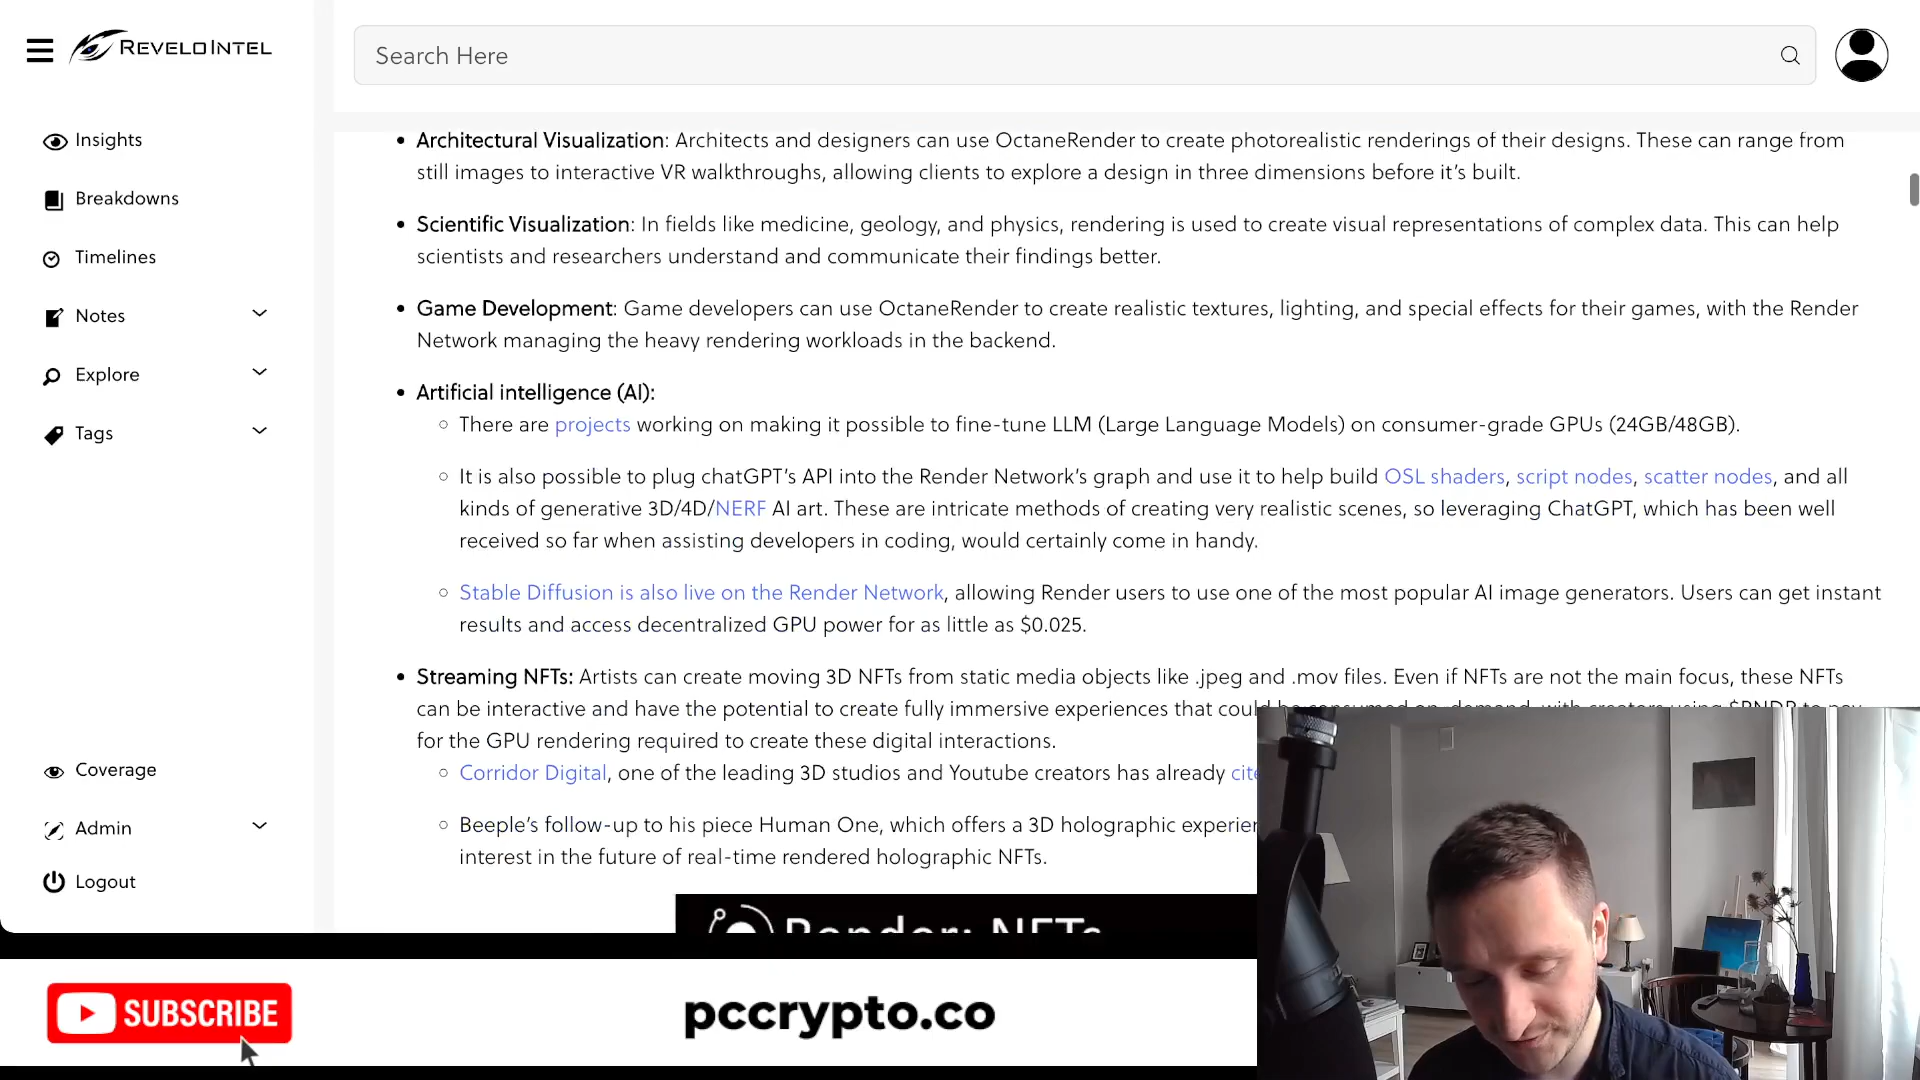 REVELOINTEL
Search Here
Insights
Breakdowns
Timelines
Notes
Explore
Tags
Coverage
Admin
Logout
Architectural Visualization: Architects and designers can use OctaneRender to create photorealistic renderings of their designs. These can range from
still images to interactive VR walkthroughs, allowing clients to explore a design in three dimensions before it's built.
Scientific Visualization: In fields like medicine, geology, and physics, rendering is used to create visual representations of complex data. This can help
scientists and researchers understand and communicate their findings better.
Game Development: Game developers can use OctaneRender to create realistic textures, lighting, and special effects for their games, with the Render
Network managing the heavy rendering workloads in the backend.
Artificial intelligence (AI):
There are projects working on making it possible to fine-tune LLM (Large Language Models) on consumer-grade GPUs (24GB/48GB).
It is also possible to plug chatGPT's API into the Render Network's graph and use it to help build OSL shaders, script nodes, scatter nodes, and all
kinds of generative 3D/4D/NERF AI art. These are intricate methods of creating very realistic scenes, so leveraging ChatGPT, which has been well
received so far when assisting developers in coding, would certainly come in handy.
Stable Diffusion is also live on the Render Network, allowing Render users to use one of the most popular AI image generators. Users can get instant
results and access decentralized GPU power for as little as $0.025.
Streaming NFTs: Artists can create moving 3D NFTs from static media objects like .jpeg and .mov files. Even if NFTs are not the main focus, these NFTs
can be interactive and have the potential to create fully immersive experiences that could
for the GPU rendering required to create these digital interactions.
Corridor Digital, one of the leading 3D studios and Youtube creators has already
Beeple's follow-up to his piece Human One, which offers a 3D holographic
interest in the future of real-time rendered holographic NFTs.
Render: NFTs
SUBSCRIBE
pccrypto.co